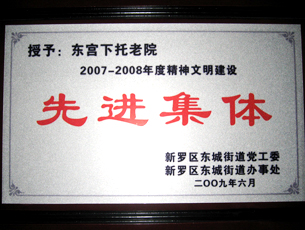 授予：东宫下托老院
2007-2008年度精神文明建设
先进集体
新罗区东城街道党工委
新罗区东城街道办事处
二〇〇九年六月